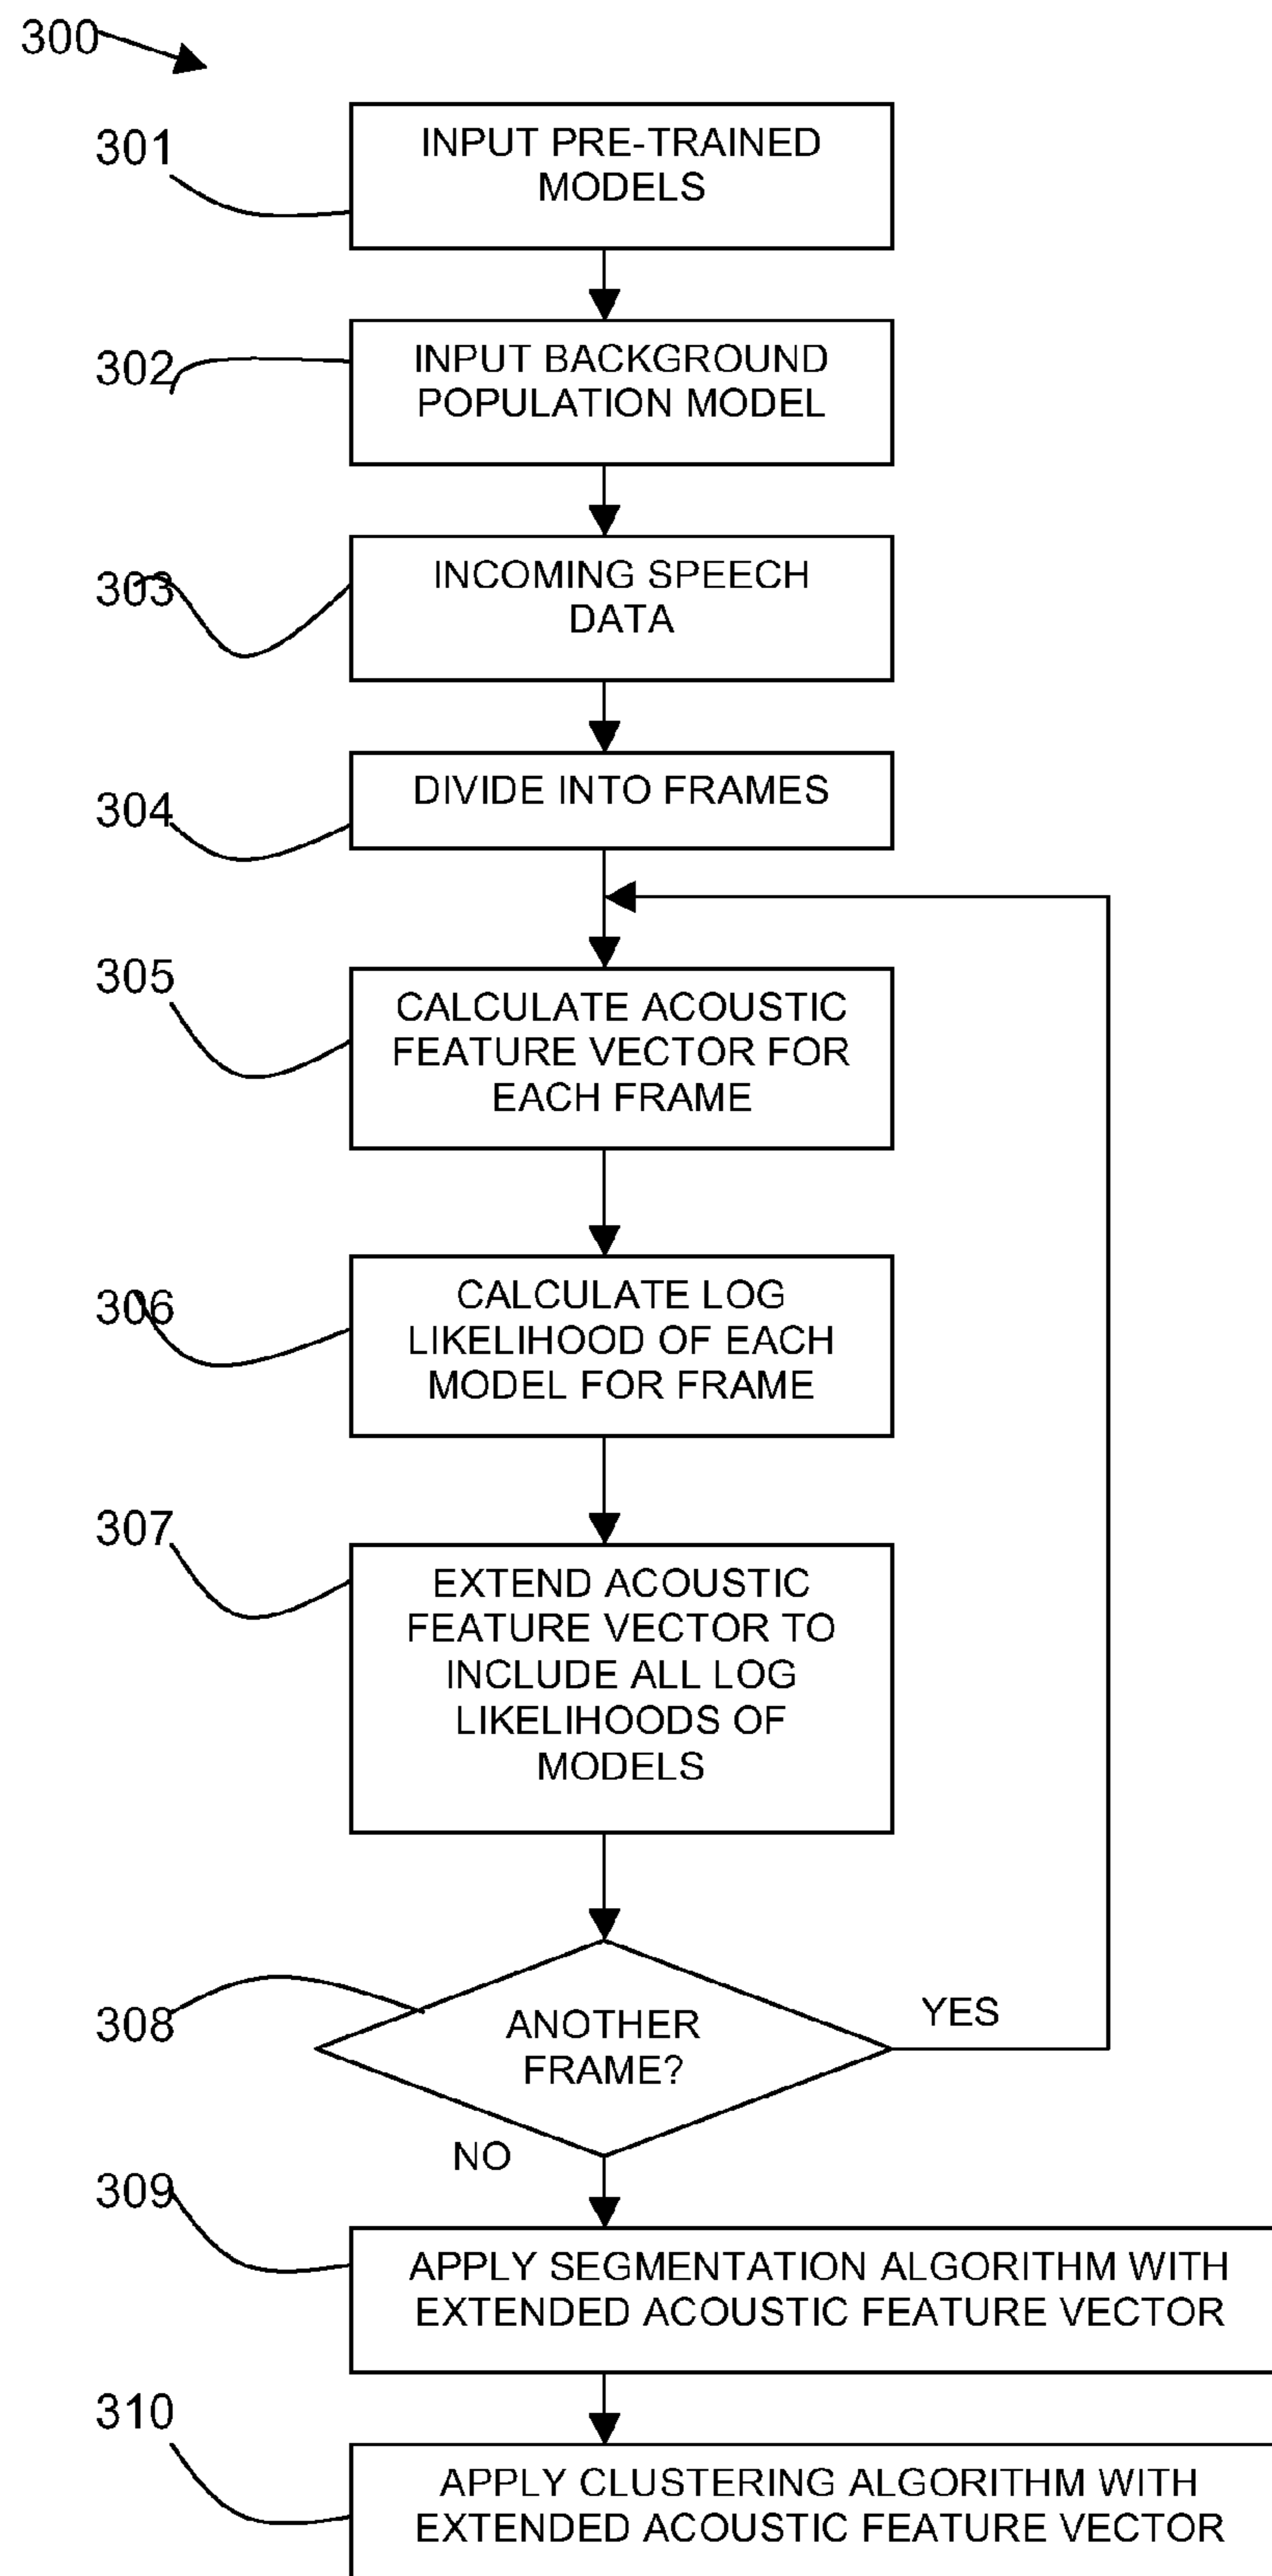 300
301
INPUT PRE-TRAINED
MODELS
302
INPUT BACKGROUND
POPULATION MODEL
303
INCOMING SPEECH
DATA
304
DIVIDE INTO FRAMES
305
CALCULATE ACOUSTIC
FEATURE VECTOR FOR
EACH FRAME
306
CALCULATE LOG
LIKELIHOOD OF EACH
MODEL FOR FRAME
307
EXTEND ACOUSTIC
FEATURE VECTOR TO
INCLUDE ALL LOG
LIKELIHOODS OF
MODELS
308
ANOTHER
FRAME?
YES
NO
309
APPLY SEGMENTATION ALGORITHM WITH
EXTENDED ACOUSTIC FEATURE VECTOR
310
APPLY CLUSTERING ALGORITHM WITH
EXTENDED ACOUSTIC FEATURE VECTOR